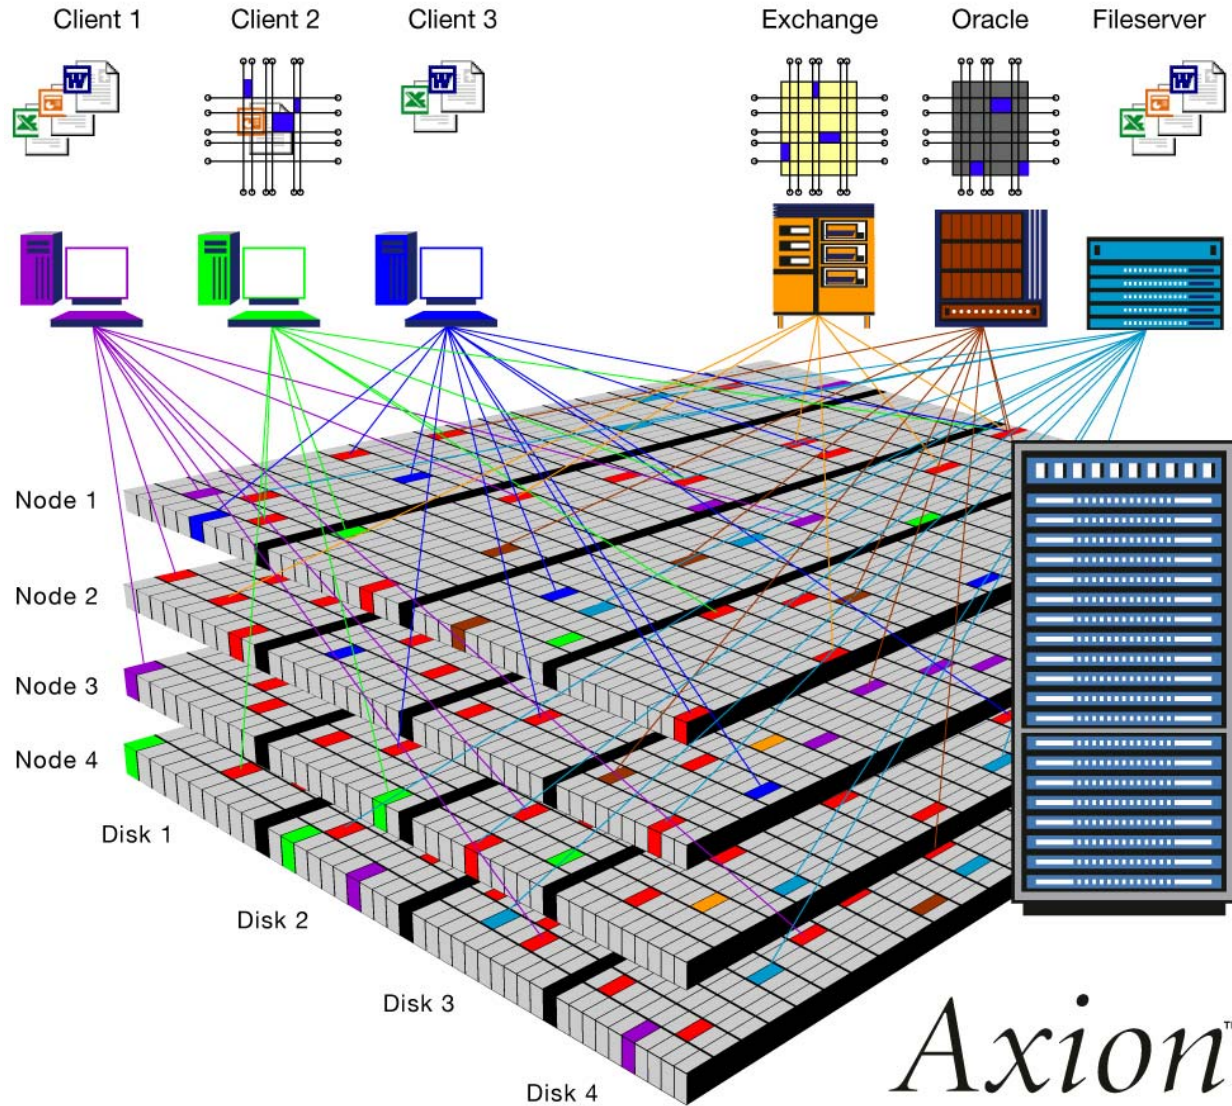 Client 1
Client 2
Client 3
Exchange
Oracle
Fileserver
W
X
W
X
W
X
Node 1
Node 2
Node 3
Node 4
Disk 1
Disk 2
Disk 3
Disk 4
Axion